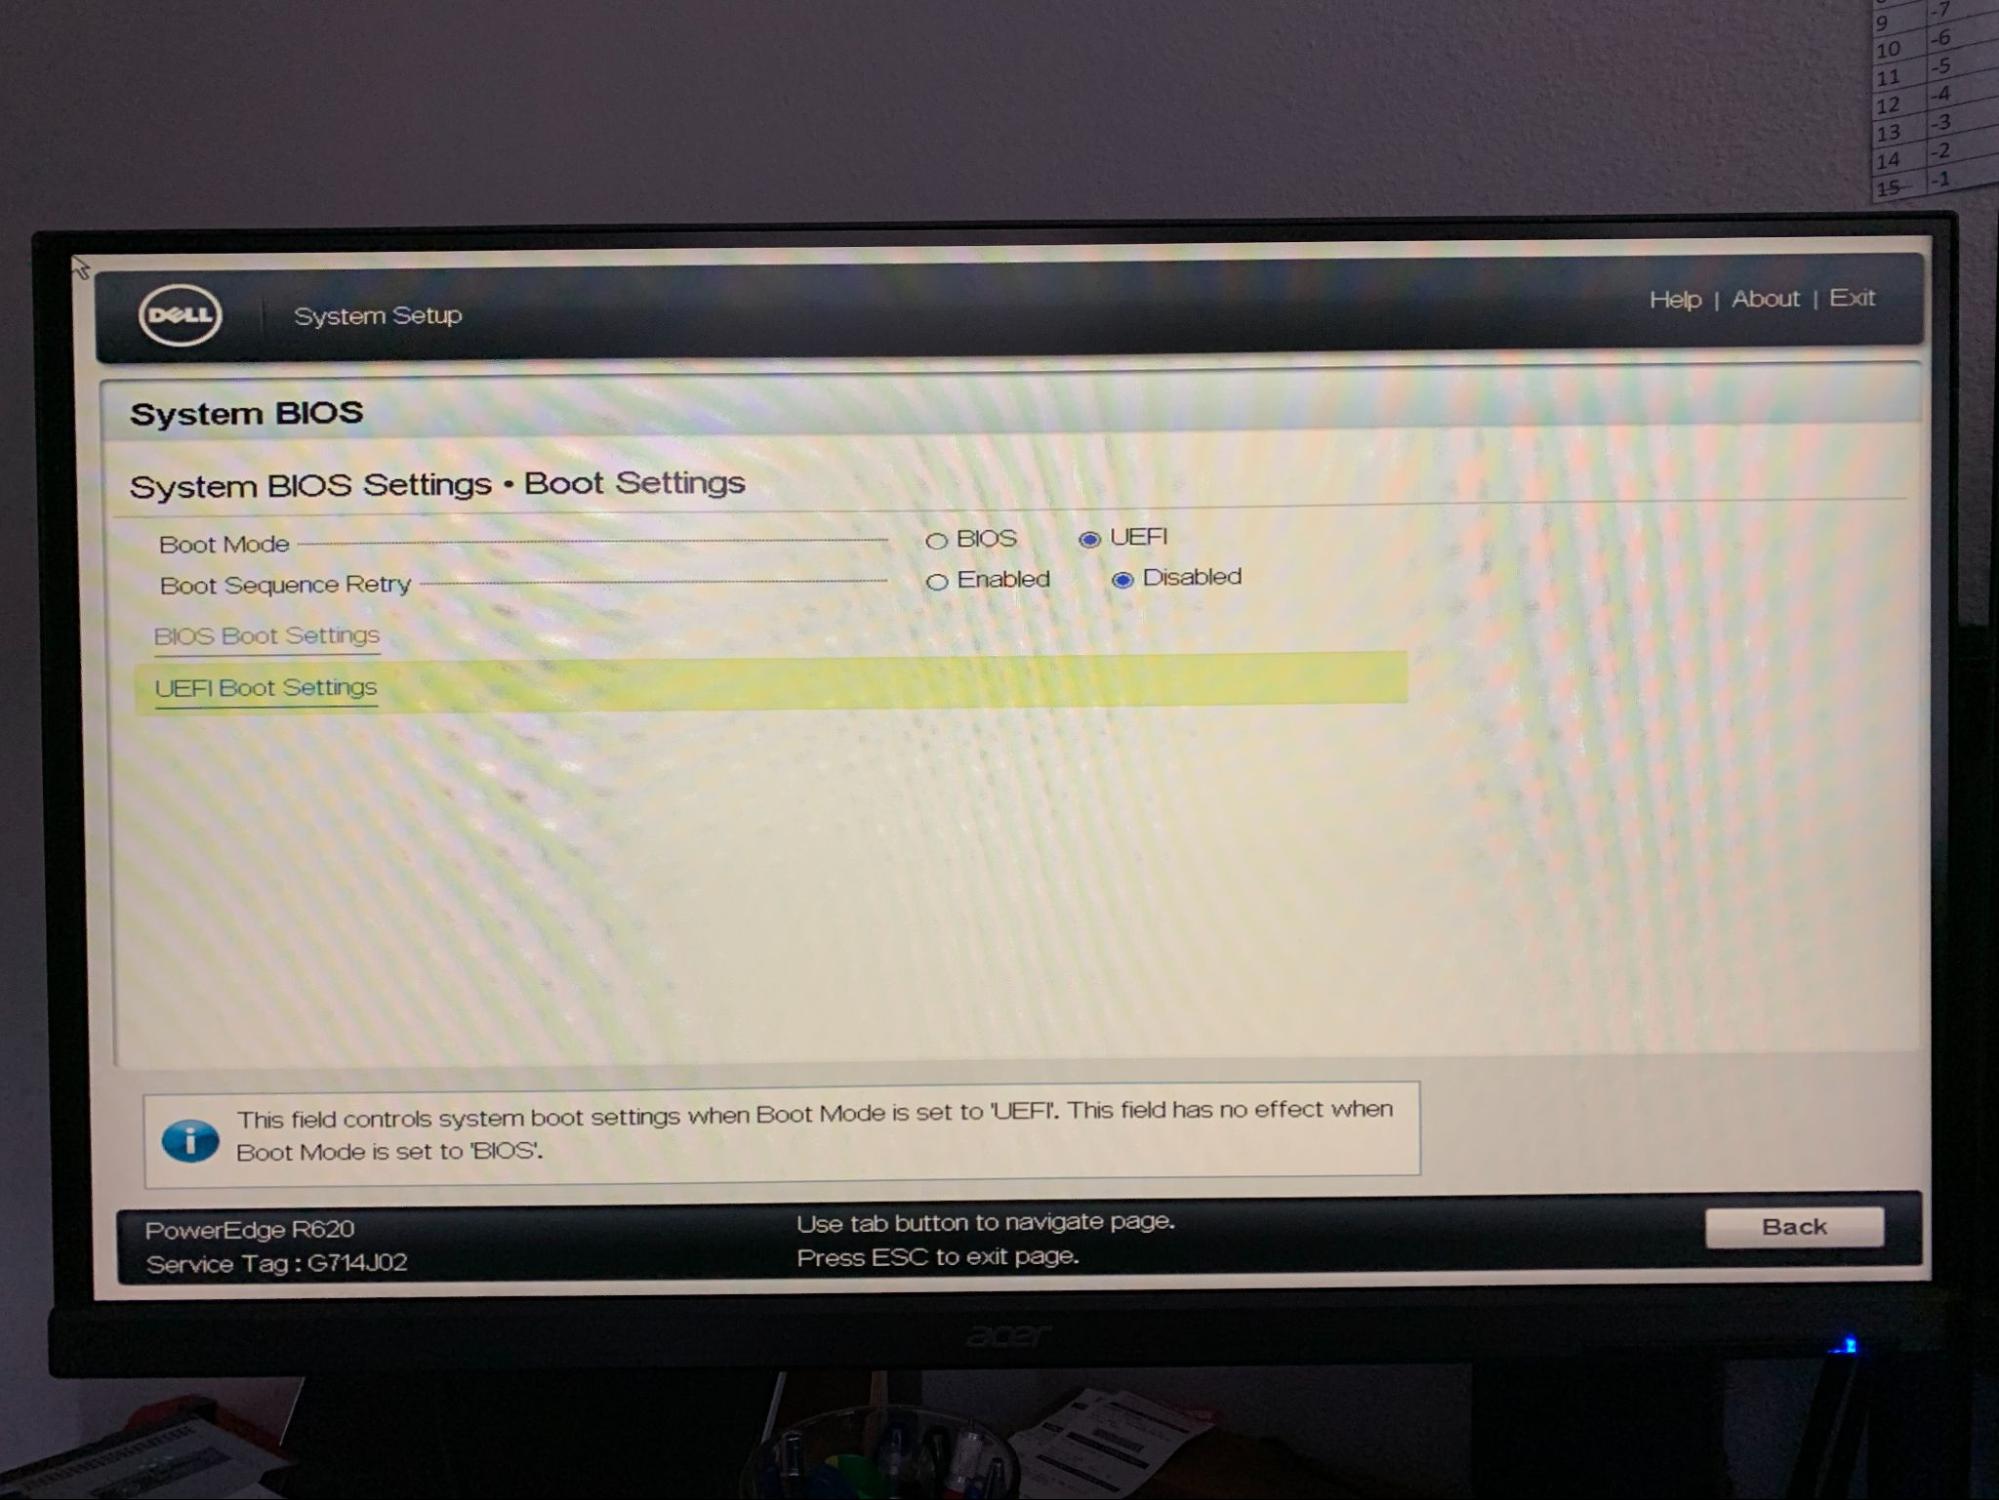 9 -7
10 -6
11 -5
12 -4
13 -3
14 -2
15 -1
DELL
System Setup
Help | About | Exit
System BIOS
System BIOS Settings • Boot Settings
Boot Mode BIOS UEFI
Boot Sequence Retry Enabled Disabled
BIOS Boot Settings
UEFI Boot Settings
This field controls system boot settings when Boot Mode is set to 'UEFI'. This field has no effect when
Boot Mode is set to 'BIOS'.
PowerEdge R620
Service Tag : G714J02
Use tab button to navigate page.
Press ESC to exit page.
Back
acer